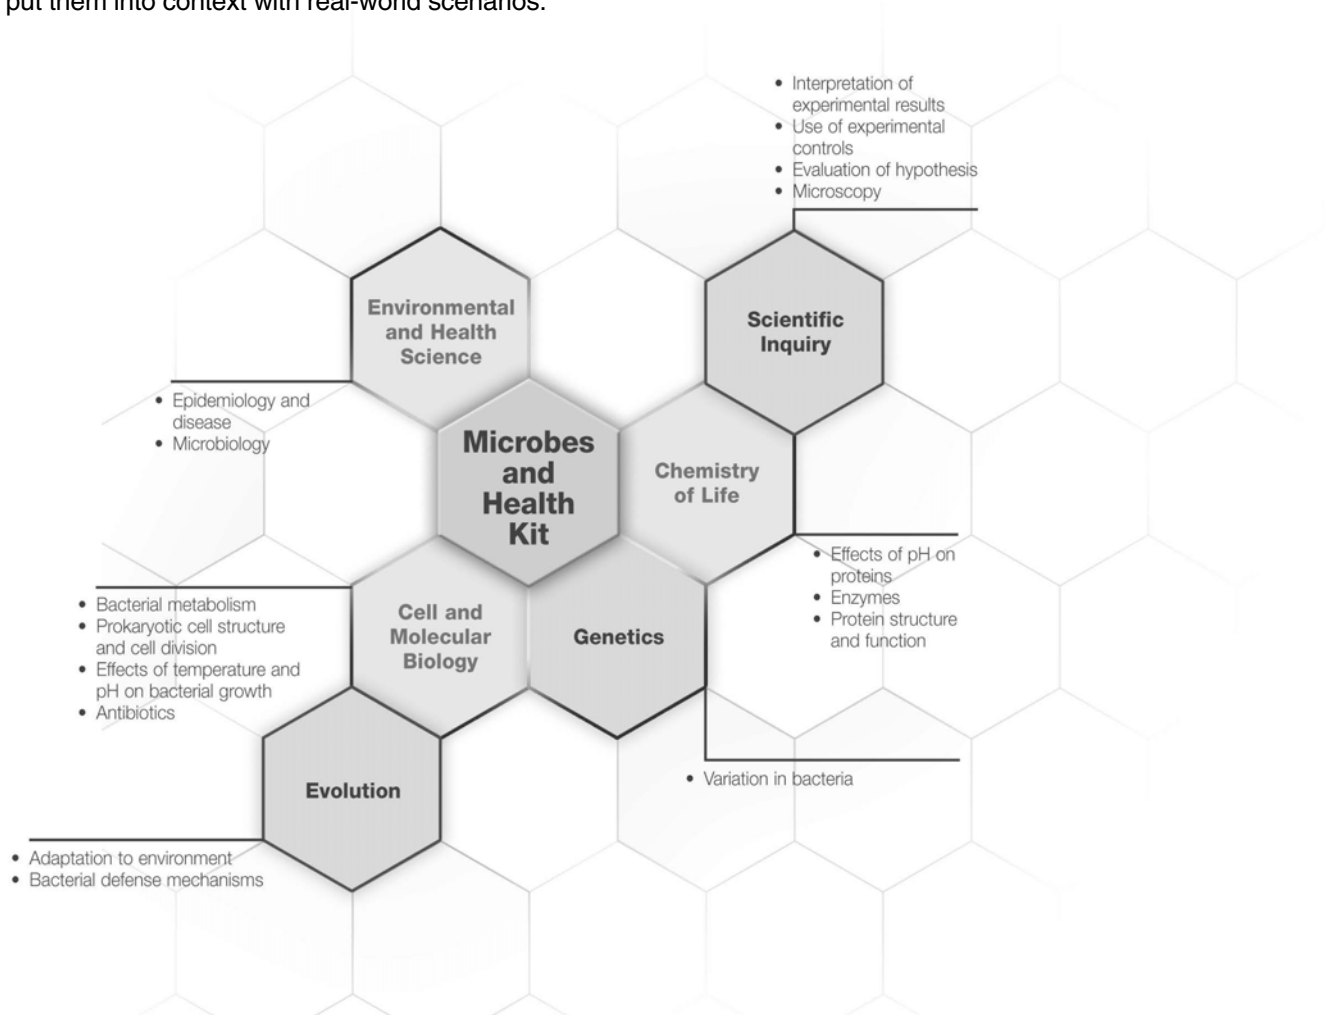 put them into context with real-world scenarios.
• Interpretation of
experimental results
• Use of experimental
controls
• Evaluation of hypothesis
• Microscopy
Environmental
and Health
Science
Scientific
Inquiry
• Epidemiology and
disease
• Microbiology
Microbes
and
Health
Kit
Chemistry
of Life
• Effects of pH on
proteins
• Enzymes
• Protein structure
and function
• Bacterial metabolism
• Prokaryotic cell structure
and cell division
• Effects of temperature and
pH on bacterial growth
• Antibiotics
Cell and
Molecular
Biology
Genetics
• Variation in bacteria
Evolution
• Adaptation to environment
• Bacterial defense mechanisms